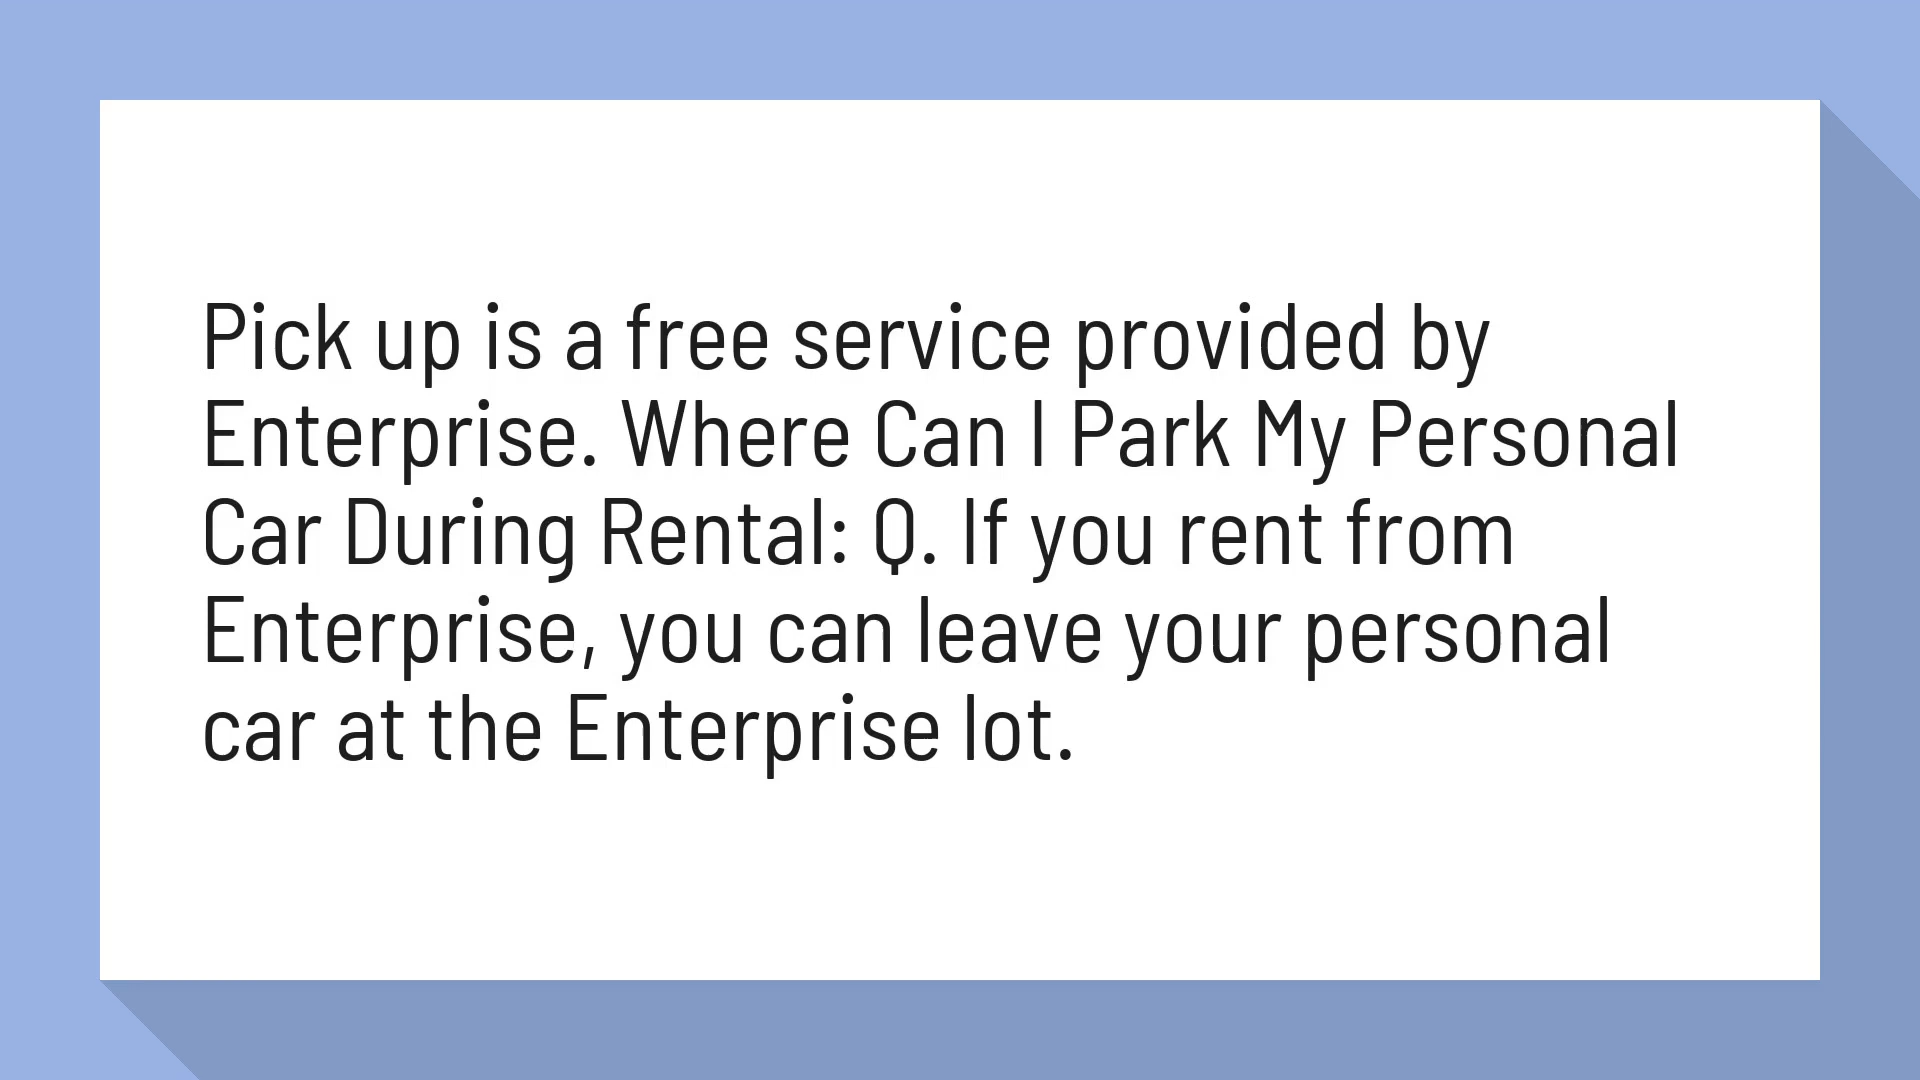 Pick up is a free service provided by
Enterprise. Where Can I Park My Personal
Car During Rental: Q. If you rent from
Enterprise, you can leave your personal
car at the Enterprise lot.